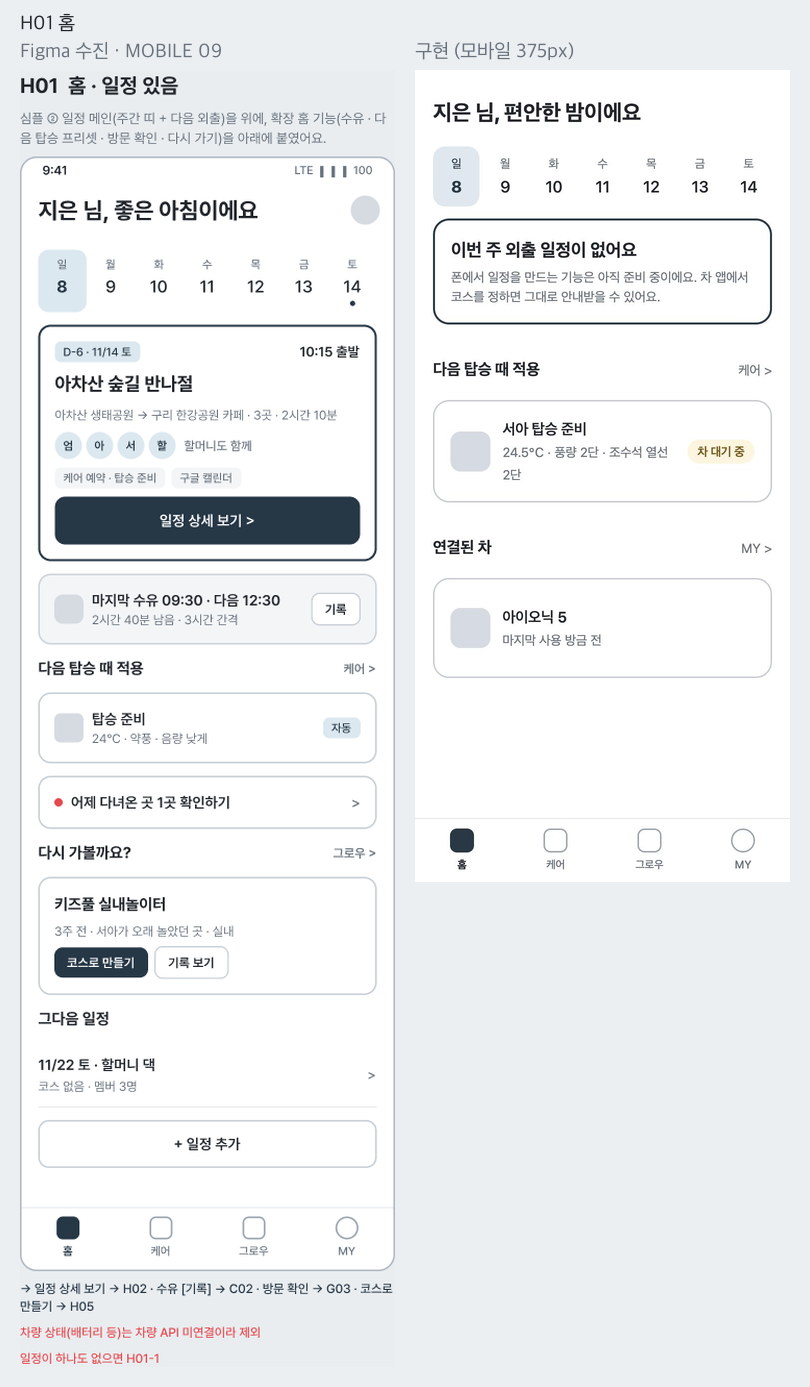 H01 홈
Figma 수진 · MOBILE 09
H01 홈 · 일정 있음
심플 ② 일정 메인(주간 띠 + 다음 외출)을 위에, 확장 홈 기능(수유 · 다
음 탑승 프리셋 · 방문 확인 · 다시 가기)을 아래에 붙였어요.
9:41
LTE ❚ ❚ ❚ 100
지은 님, 좋은 아침이에요
일 월 화 수 목 금 토
8 9 10 11 12 13 14
D-6 · 11/14 토
10:15 출발
아차산 숲길 반나절
아차산 생태공원 → 구리 한강공원 카페 · 3곳 · 2시간 10분
엄 아 서 할 할머니도 함께
케어 예약 · 탑승 준비 구글 캘린더
일정 상세 보기 >
마지막 수유 09:30 · 다음 12:30
2시간 40분 남음 · 3시간 간격
기록
다음 탑승 때 적용
케어 >
탑승 준비
24°C · 약풍 · 음량 낮게
자동
어제 다녀온 곳 1곳 확인하기 >
다시 가볼까요?
그로우 >
키즈풀 실내놀이터
3주 전 · 서아가 오래 놀았던 곳 · 실내
코스로 만들기 기록 보기
그다음 일정
11/22 토 · 할머니 댁
코스 없음 · 멤버 3명
>
+ 일정 추가
홈 케어 그로우 MY
→ 일정 상세 보기 → H02 · 수유 [기록] → C02 · 방문 확인 → G03 · 코스로
만들기 → H05
차량 상태(배터리 등)는 차량 API 미연결이라 제외
일정이 하나도 없으면 H01-1
구현 (모바일 375px)
지은 님, 편안한 밤이에요
일 월 화 수 목 금 토
8 9 10 11 12 13 14
이번 주 외출 일정이 없어요
폰에서 일정을 만드는 기능은 아직 준비 중이에요. 차 앱에서
코스를 정하면 그대로 안내받을 수 있어요.
다음 탑승 때 적용
케어 >
서아 탑승 준비
24.5°C · 풍량 2단 · 조수석 열선
2단
차 대기 중
연결된 차
MY >
아이오닉 5
마지막 사용 방금 전
홈 케어 그로우 MY